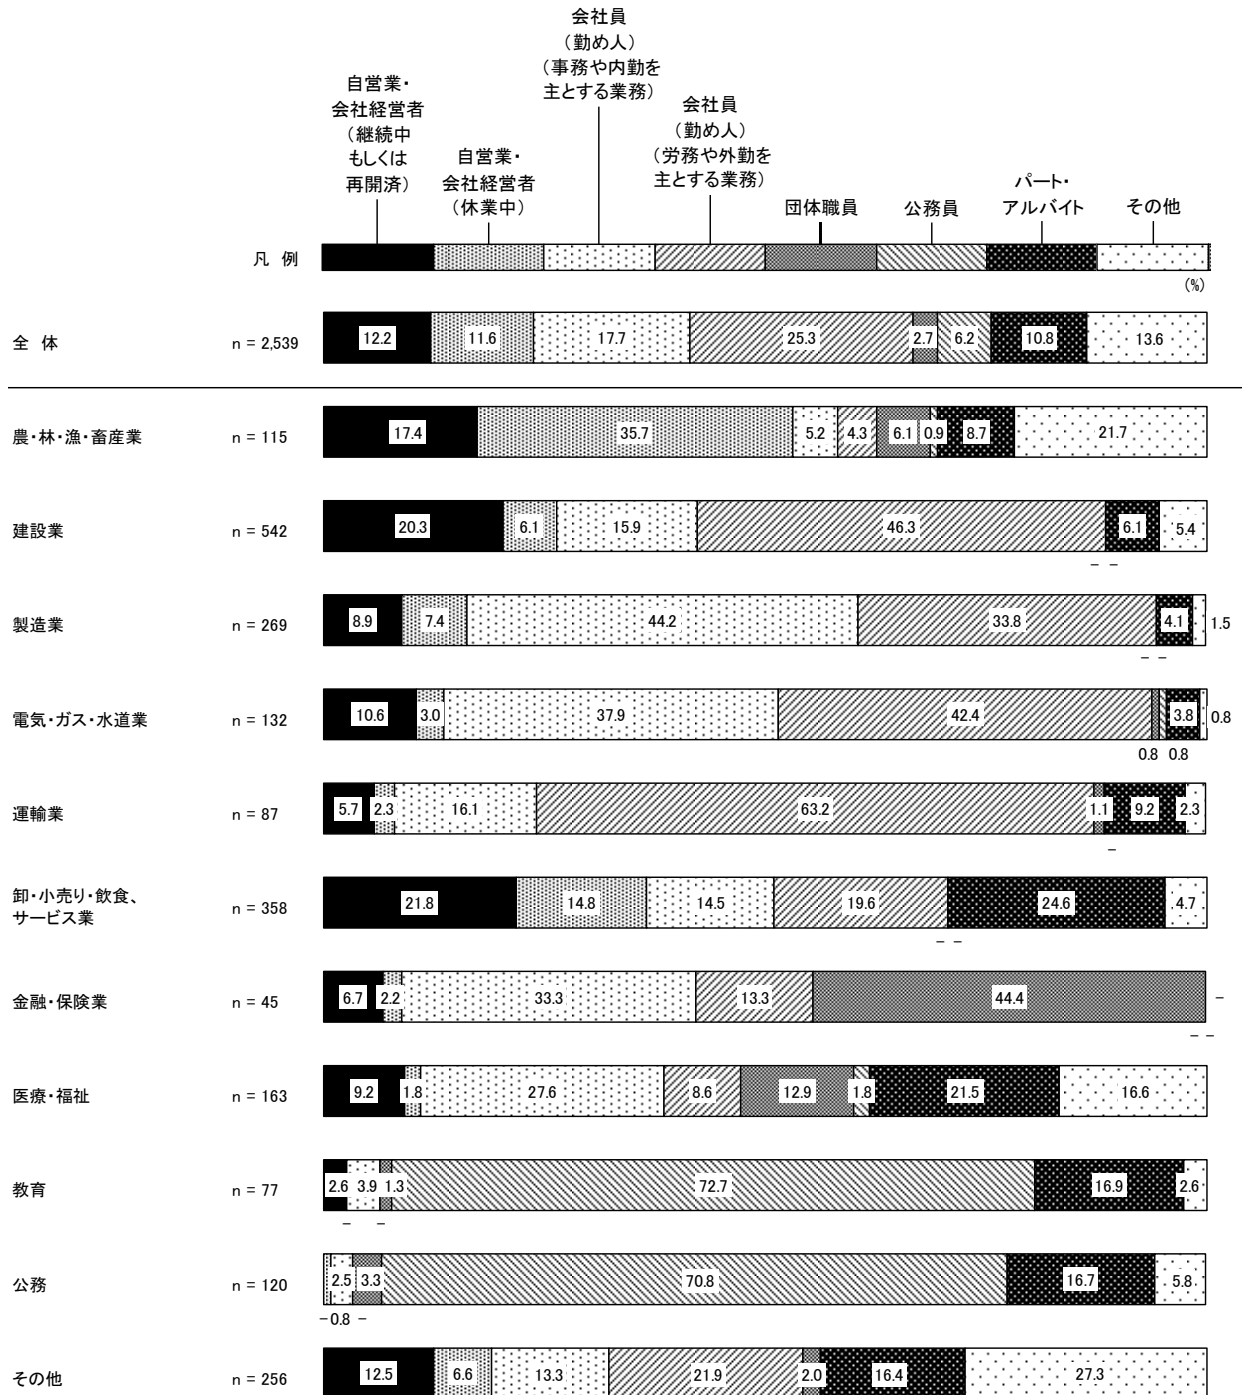 会社員
（勤め人）
（事務や内勤を
主とする業務）
自営業・
会社経営者
（継続中
もしくは
再開済）
自営業・
会社経営者
（休業中）
会社員
（勤め人）
（労務や外勤を
主とする業務）
団体職員
公務員
パート・
アルバイト
その他
凡 例
(%)
全 体 n = 2,539 12.2 11.6 17.7 25.3 2.7 6.2 10.8 13.6
農・林・漁・畜産業 n = 115 17.4 35.7 5.2 4.3 6.1 0.9 8.7 21.7
建設業 n = 542 20.3 6.1 15.9 46.3 6.1 5.4
－ －
製造業 n = 269 8.9 7.4 44.2 33.8 4.1 1.5
－ －
電気・ガス・水道業 n = 132 10.6 3.0 37.9 42.4 3.8 0.8
0.8 0.8
運輸業 n = 87 5.7 2.3 16.1 63.2 1.1 9.2 2.3
－
卸・小売り・飲食、
サービス業 n = 358 21.8 14.8 14.5 19.6 24.6 4.7
－ －
金融・保険業 n = 45 6.7 2.2 33.3 13.3 44.4 －
－ －
医療・福祉 n = 163 9.2 1.8 27.6 8.6 12.9 1.8 21.5 16.6
教育 n = 77 2.6 3.9 1.3 72.7 16.9 2.6
－ －
公務 n = 120 2.5 3.3 70.8 16.7 5.8
－ 0.8 －
その他 n = 256 12.5 6.6 13.3 21.9 2.0 16.4 27.3